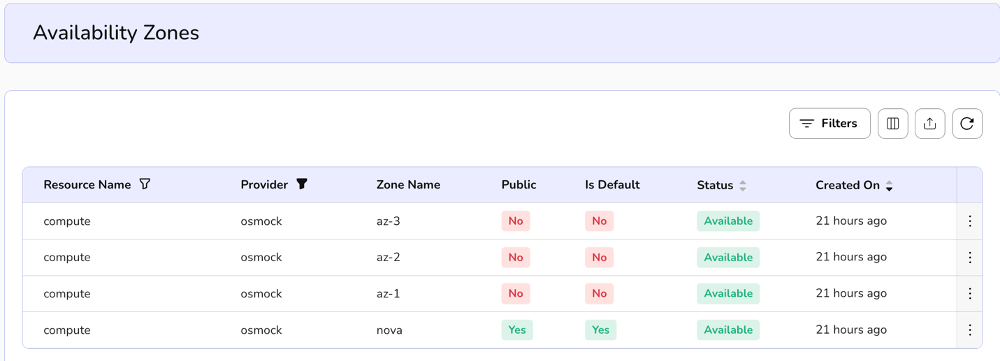 Availability Zones
Filters
Resource Name Provider Zone Name Public Is Default Status Created On
compute osmock az-3 No No Available 21 hours ago
compute osmock az-2 No No Available 21 hours ago
compute osmock az-1 No No Available 21 hours ago
compute osmock nova Yes Yes Available 21 hours ago